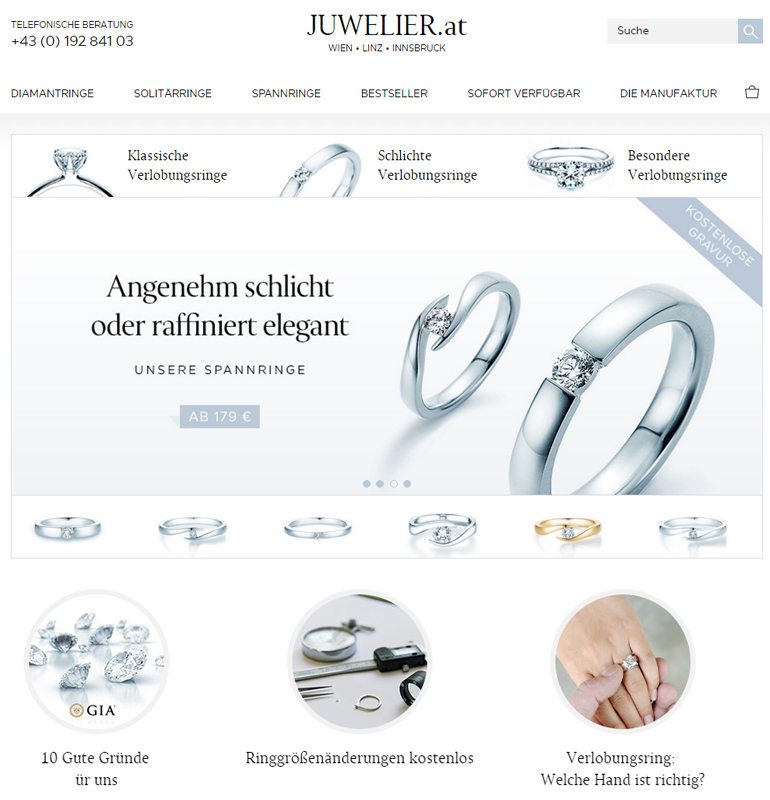 TELEFONISCHE BERATUNG
+43 (0) 192 841 03
JUWELIER.at
WIEN • LINZ • INNSBRUCK
Suche
DIAMANTRINGE
SOLITÄRRINGE
SPANNRINGE
BESTSELLER
SOFORT VERFÜGBAR
DIE MANUFAKTUR
Klassische
Verlobungsringe
Schlichte
Verlobungsringe
Besondere
Verlobungsringe
KOSTENLOSE
GRAVUR
Angenehm schlicht
oder raffiniert elegant
UNSERE SPANNRINGE
AB 179 €
GIA
10 Gute Gründe
ür uns
Ringgrößenänderungen kostenlos
Verlobungsring:
Welche Hand ist richtig?